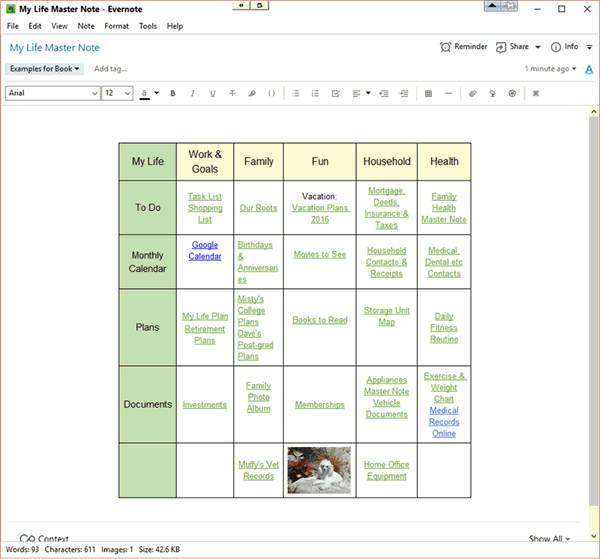 My Life Master Note - Evernote
File Edit View Note Format Tools Help
My Life Master Note
Reminder Share Info
Examples for Book Add tag...
1 minute ago A
Arial 12 a B I U T
My Life
Work &
Goals
Family
Fun
Household
Health
To Do
Task List
Shopping
List
Our Roots
Vacation:
Vacation Plans
2016
Mortgage,
Deeds,
Insurance &
Taxes
Family
Health
Master Note
Monthly
Calendar
Google
Calendar
Birthdays
&
Anniversari
es
Movies to See
Household
Contacts &
Receipts
Medical,
Dental etc
Contacts
Plans
My Life Plan
Retirement
Plans
Misty's
College
Plans
Dave's
Post-grad
Plans
Books to Read
Storage Unit
Map
Daily
Fitness
Routine
Documents
Investments
Family
Photo
Album
Memberships
Appliances
Master Note
Vehicle
Documents
Exercise &
Weight
Chart
Medical
Records
Online
Muffy's Vet
Records
Home Office
Equipment
Context Show All
Words: 93 Characters: 611 Images: 1 Size: 42.6 KB